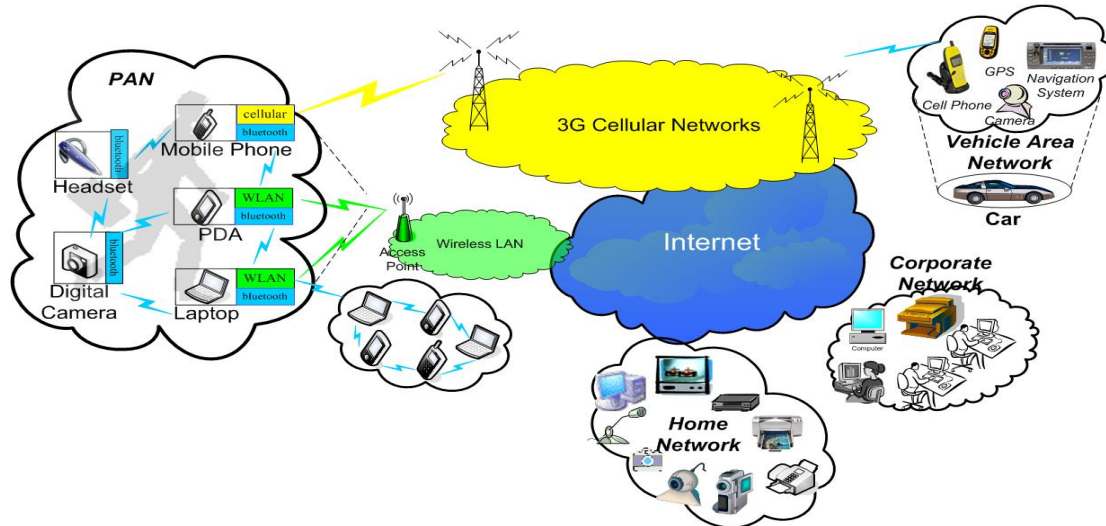 PAN
cellular
bluetooth
Mobile Phone
bluetooth
Headset
WLAN
bluetooth
PDA
bluetooth
Digital
Camera
WLAN
bluetooth
Laptop
3G Cellular Networks
Access
Point
Wireless LAN
Internet
GPS
Cell Phone
Navigation
System
Camera
Vehicle Area
Network
Car
Corporate
Network
Computer
Home
Network